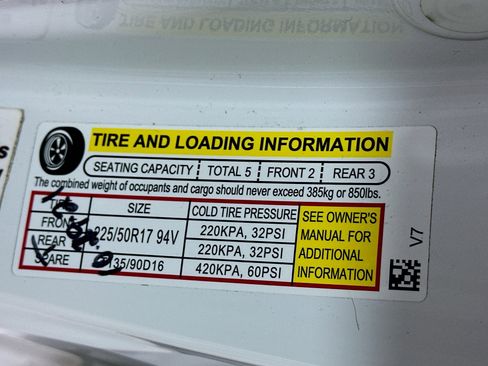 TIRE AND LOADING INFORMATION
SEATING CAPACITY TOTAL 5 FRONT 2 REAR 3
The combined weight of occupants and cargo should never exceed 385kg or 850lbs.
SIZE COLD TIRE PRESSURE SEE OWNER'S MANUAL FOR ADDITIONAL INFORMATION
FRONT 225/50R17 94V 220KPA, 32PSI
REAR 220KPA, 32PSI
SPARE 35/90D16 420KPA, 60PSI
V7